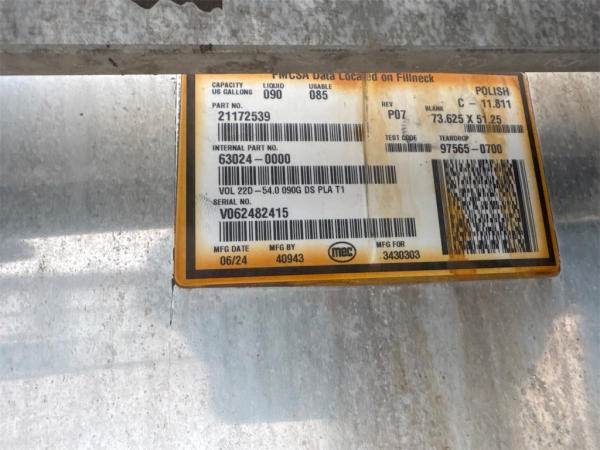 FMCSA Data Located on Fillneck
CAPACITY LIQUID USABLE
US GALLONS 090 085
POLISH
PART NO.
21172539
REV BLANK C - 11.811
P07 73.625 X 51.25
INTERNAL PART NO.
63024-0000
TEST CODE TEARDROP
97565-0700
VOL 22D-54.0 090G DS PLA T1
SERIAL NO.
V062482415
MFG DATE MFG BY mec MFG FOR
06/24 40943 3430303